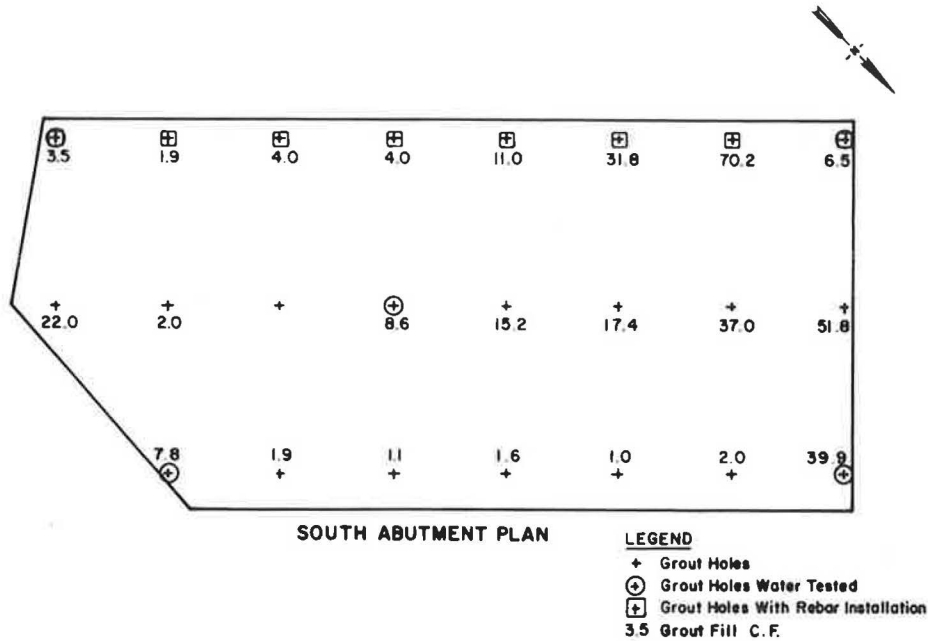 3.5 1.9 4.0 4.0 11.0 31.8 70.2 6.5
22.0 2.0 8.6 15.2 17.4 37.0 51.8
7.8 1.9 1.1 1.6 1.0 2.0 39.9
SOUTH ABUTMENT PLAN
LEGEND
Grout Holes
Grout Holes Water Tested
Grout Holes With Rebar Installation
3.5 Grout Fill C.F.